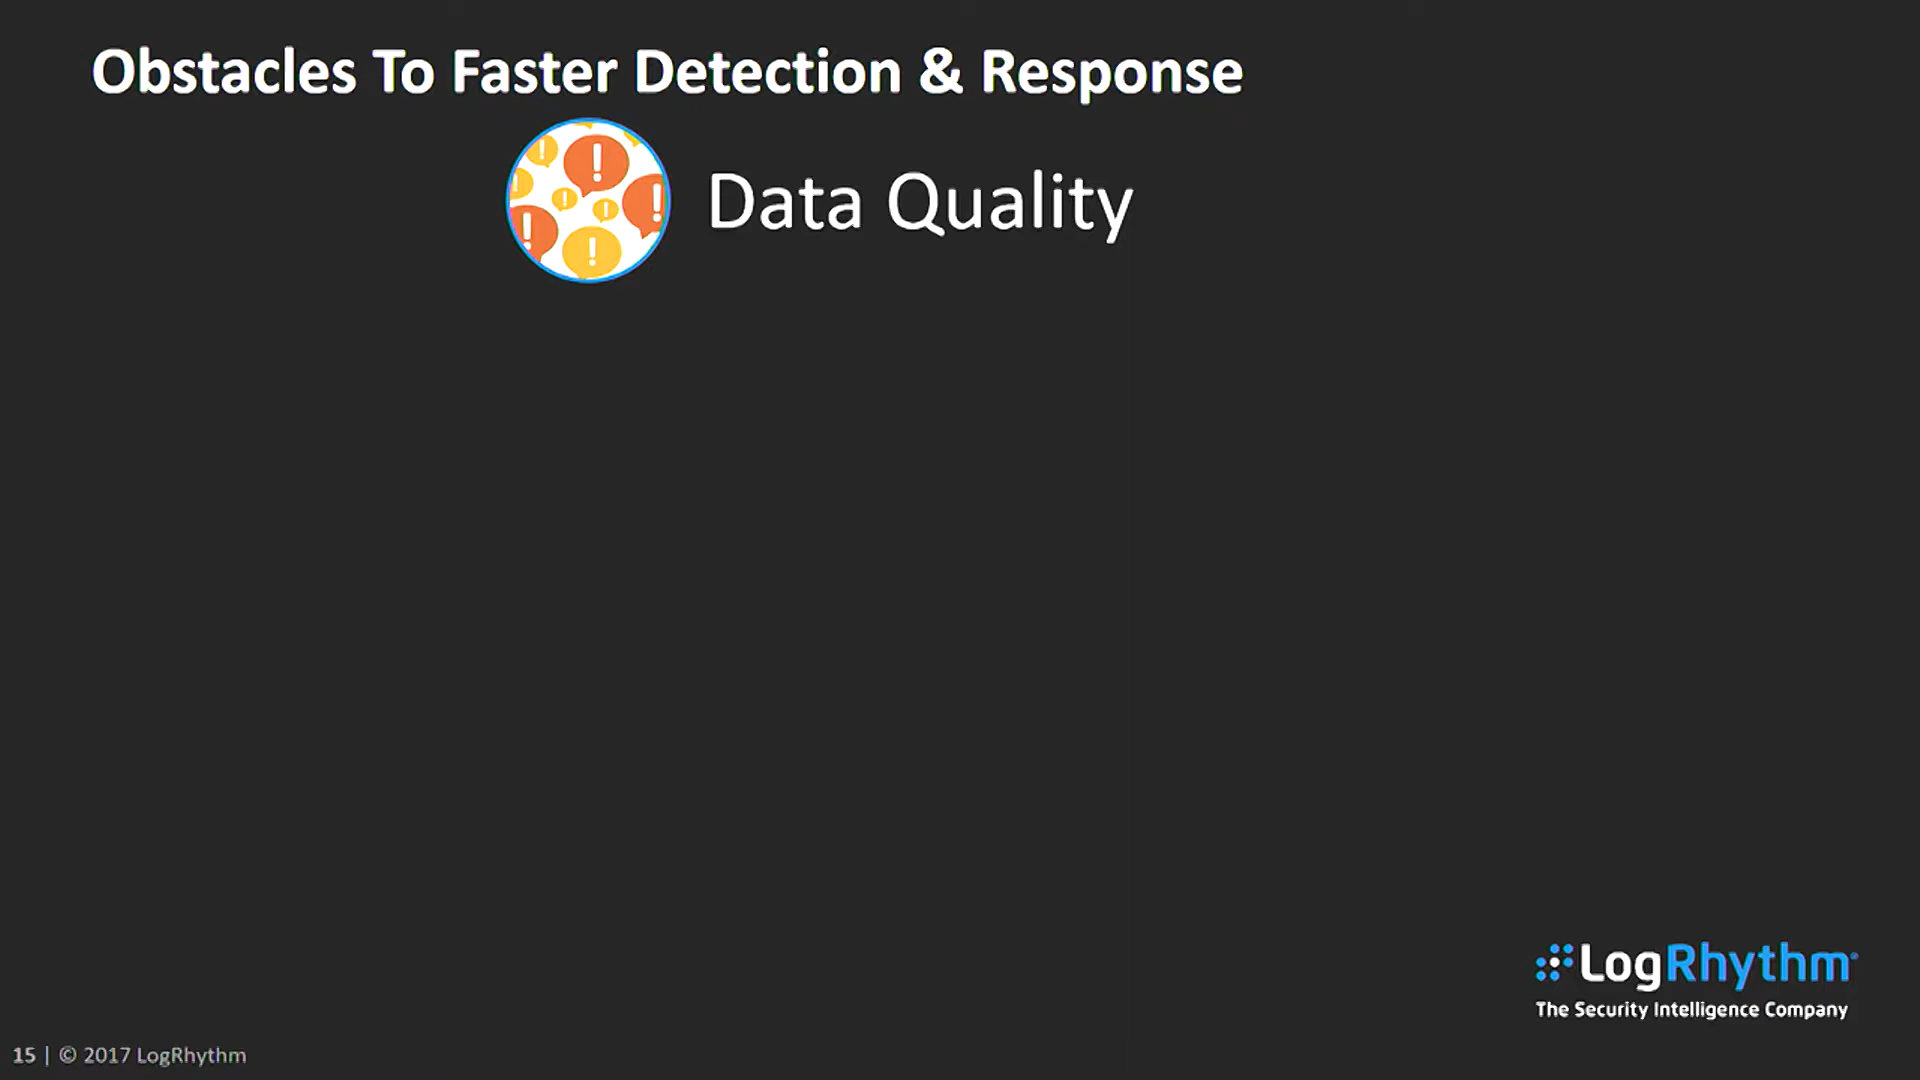 Obstacles To Faster Detection & Response
Data Quality
LogRhythm
The Security Intelligence Company
15 | © 2017 LogRhythm